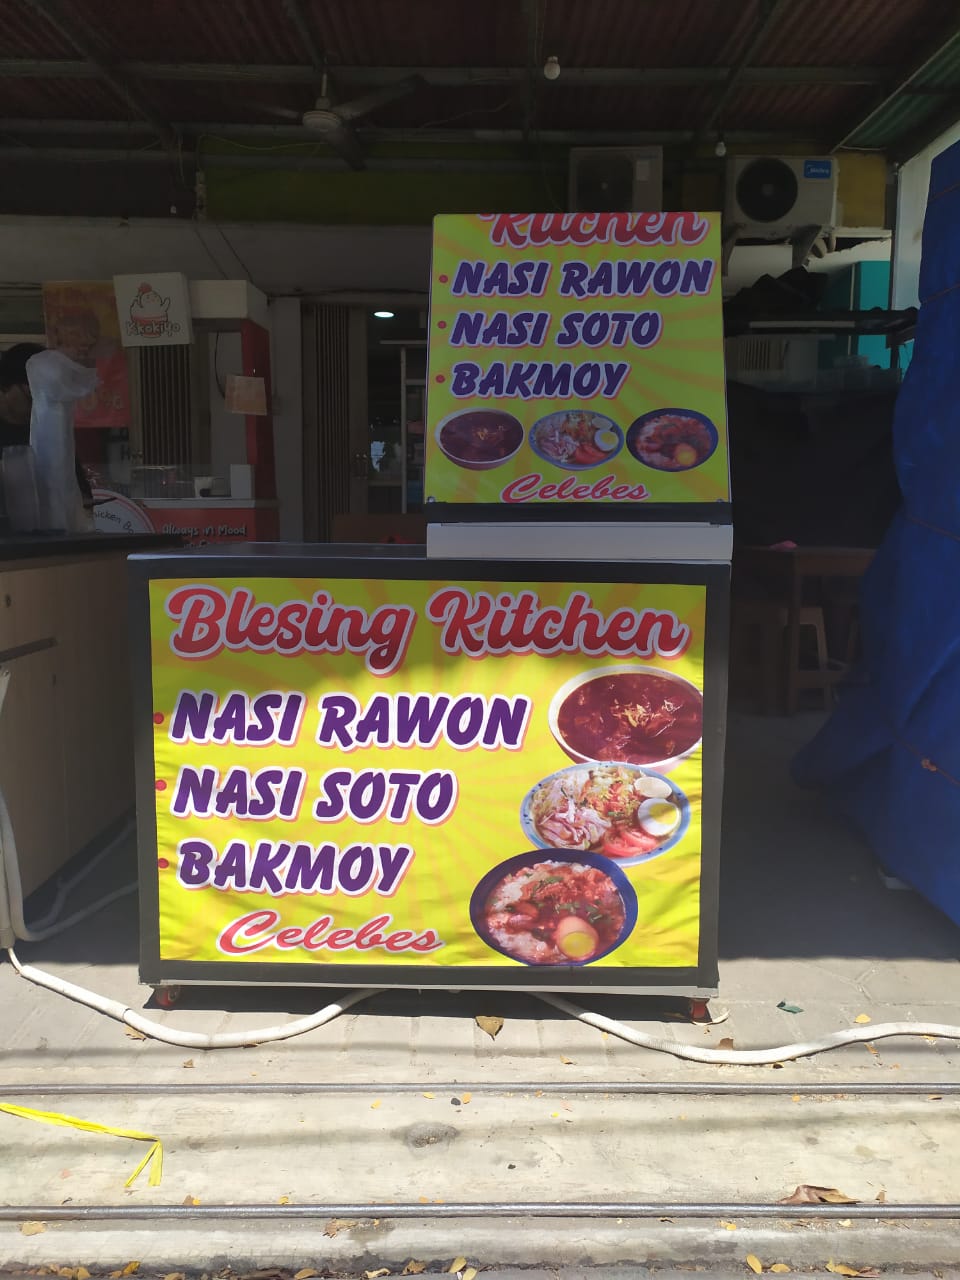 Kitchen
NASI RAWON
NASI SOTO
BAKMOY
Celebes
Blesing Kitchen
NASI RAWON
NASI SOTO
BAKMOY
Celebes
Kkokiyo
Always in Mood
Midea